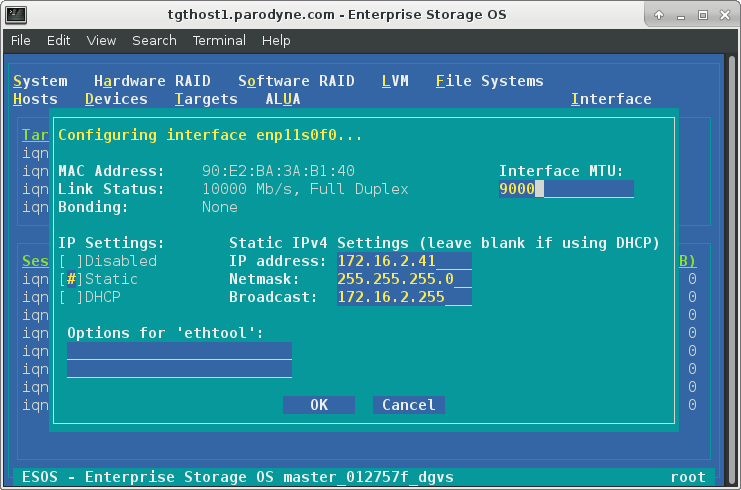 tgthost1.parodyne.com - Enterprise Storage OS
File Edit View Search Terminal Help
System Hardware RAID Software RAID LVM File Systems
Hosts Devices Targets ALUA Interface
Tar
iqn
iqn
iqn
iqn
Configuring interface enp11s0f0...
MAC Address: 90:E2:BA:3A:B1:40 Interface MTU:
Link Status: 10000 Mb/s, Full Duplex 9000
Bonding: None
IP Settings: Static IPv4 Settings (leave blank if using DHCP)
[ ]Disabled IP address: 172.16.2.41
[#]Static Netmask: 255.255.255.0
[ ]DHCP Broadcast: 172.16.2.255
Options for 'ethtool':
OK Cancel
Ses B)
iqn 0
iqn 0
iqn 0
iqn 0
iqn 0
iqn 0
iqn 0
iqn 0
ESOS - Enterprise Storage OS master_012757f_dgvs root